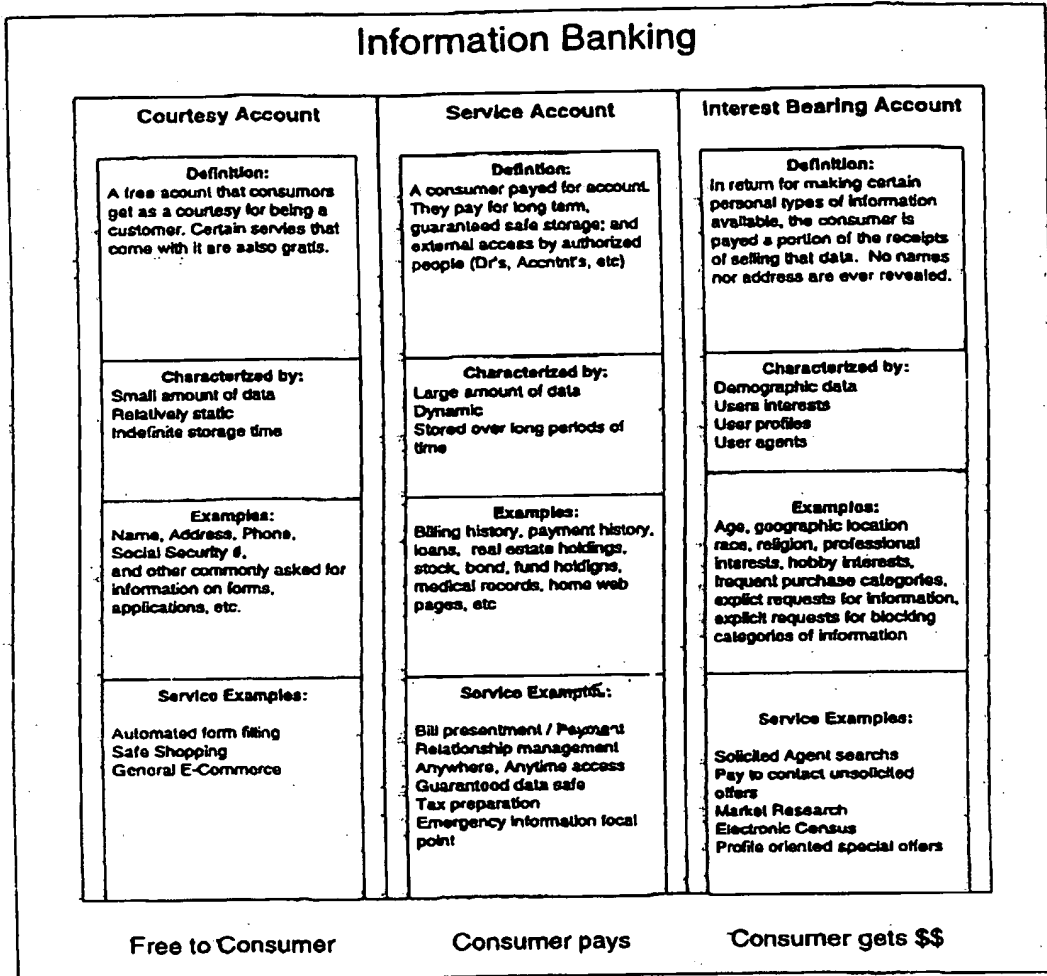 Information Banking
Courtesy Account
Definition:
A free acount that consumors
get as a courtesy for being a
customer. Certain servies that
come with it are aalso gratis.
Characterized by:
Small amount of data
Relatively static
Indefinite storage time
Examples:
Name, Address, Phone,
Social Security #,
and other commonly asked for
information on forms,
applications, etc.
Service Examples:
Automated form filling
Safe Shopping
General E-Commerce
Free to Consumer
Service Account
Definition:
A consumer payed for account.
They pay for long term,
guaranteed safe storage; and
external access by authorized
people (Dr's, Accntnt's, etc)
Characterized by:
Large amount of data
Dynamic
Stored over long periods of
time
Examples:
Billing history, payment history,
loans, real estate holdings,
stock, bond, fund holdigns,
medical records, home web
pages, etc
Service Examples:
Bill presentment / Payment
Relationship management
Anywhere, Anytime access
Guaranteed data safe
Tax preparation
Emergency information focal
point
Consumer pays
Interest Bearing Account
Definition:
In return for making certain
personal types of information
available, the consumer is
payed a portion of the receipts
of selling that data. No names
nor address are ever revealed.
Characterized by:
Demographic data
Users interests
User profiles
User agents
Examples:
Age, geographic location
race, religion, professional
interests, hobby interests,
frequent purchase categories,
explict requests for information,
explicit requests for blocking
categories of information
Service Examples:
Solicited Agent searchs
Pay to contact unsolicited
offers
Market Research
Electronic Census
Profile oriented special offers
Consumer gets $$